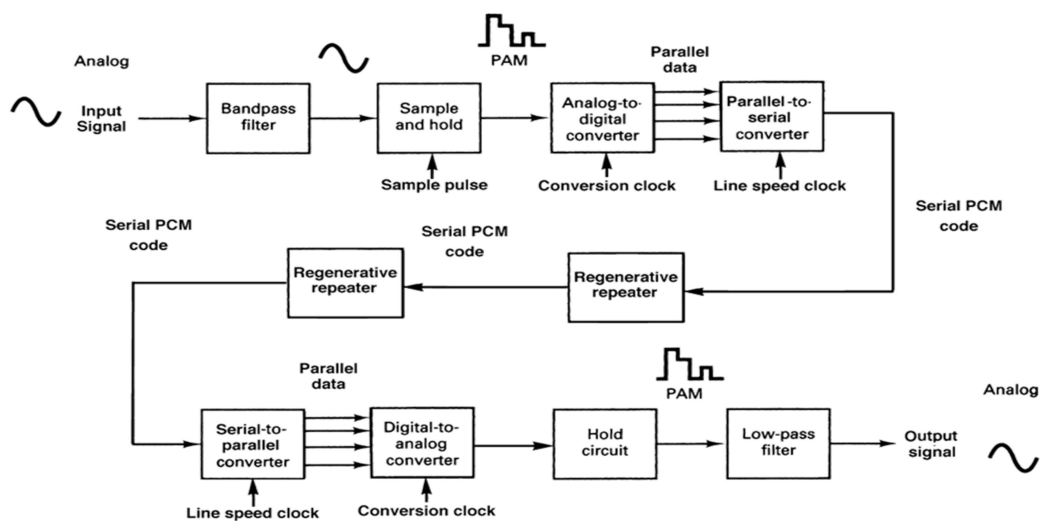 Analog
Input
Signal
Bandpass
filter
Sample
and hold
Sample pulse
PAM
Analog-to-
digital
converter
Conversion clock
Parallel
data
Parallel-to-
serial
converter
Line speed clock
Serial PCM
code
Regenerative
repeater
Serial PCM
code
Regenerative
repeater
Serial PCM
code
Serial-to-
parallel
converter
Line speed clock
Parallel
data
Digital-to-
analog
converter
Conversion clock
Hold
circuit
PAM
Low-pass
filter
Output
signal
Analog